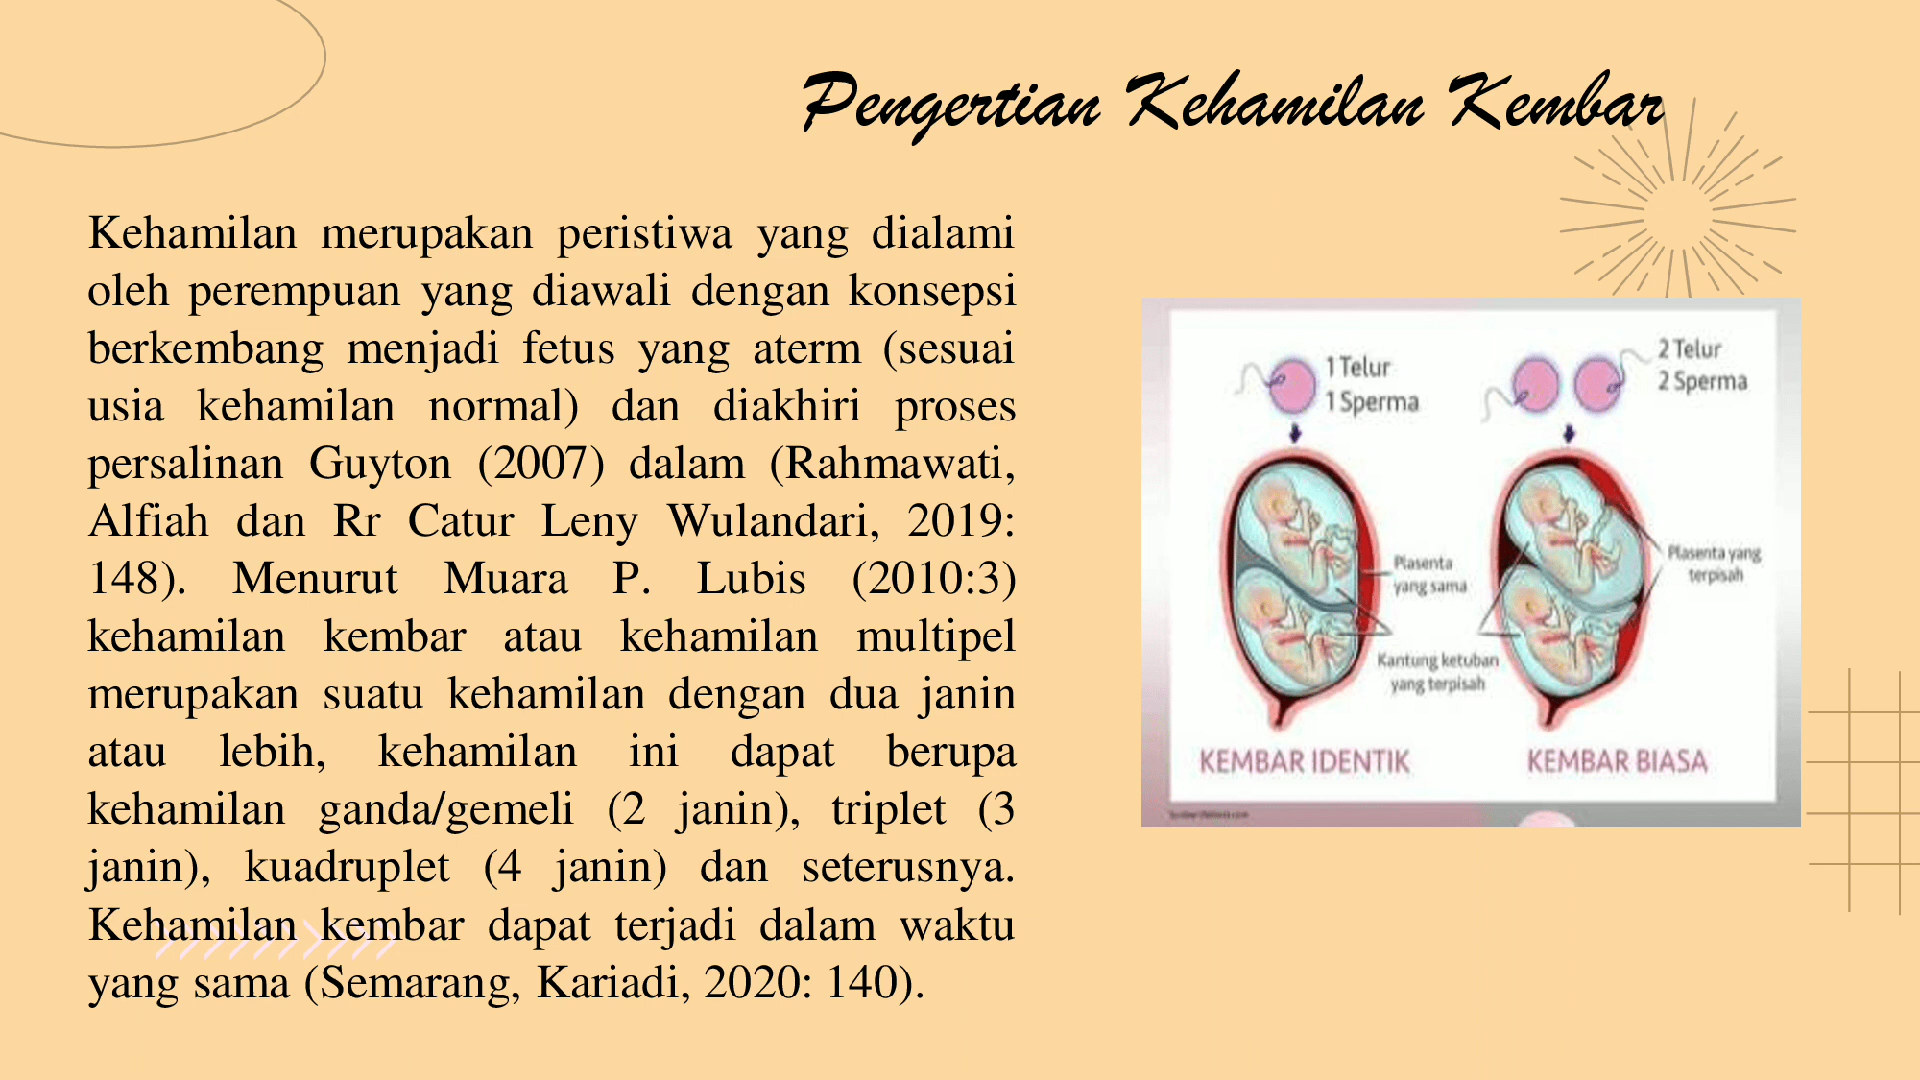 Pengertian Kehamilan Kembar
Kehamilan merupakan peristiwa yang dialami
oleh perempuan yang diawali dengan konsepsi
berkembang menjadi fetus yang aterm (sesuai
usia kehamilan normal) dan diakhiri proses
persalinan Guyton (2007) dalam (Rahmawati,
Alfiah dan Rr Catur Leny Wulandari, 2019:
148). Menurut Muara P. Lubis (2010:3)
kehamilan kembar atau kehamilan multipel
merupakan suatu kehamilan dengan dua janin
atau lebih, kehamilan ini dapat berupa
kehamilan ganda/gemeli (2 janin), triplet (3
janin), kuadruplet (4 janin) dan seterusnya.
Kehamilan kembar dapat terjadi dalam waktu
yang sama (Semarang, Kariadi, 2020: 140).
1 Telur
1 Sperma
2 Telur
2 Sperma
Plasenta
yang sama
Plasenta yang
terpisah
Kantung ketuban
yang terpisah
KEMBAR IDENTIK
KEMBAR BIASA